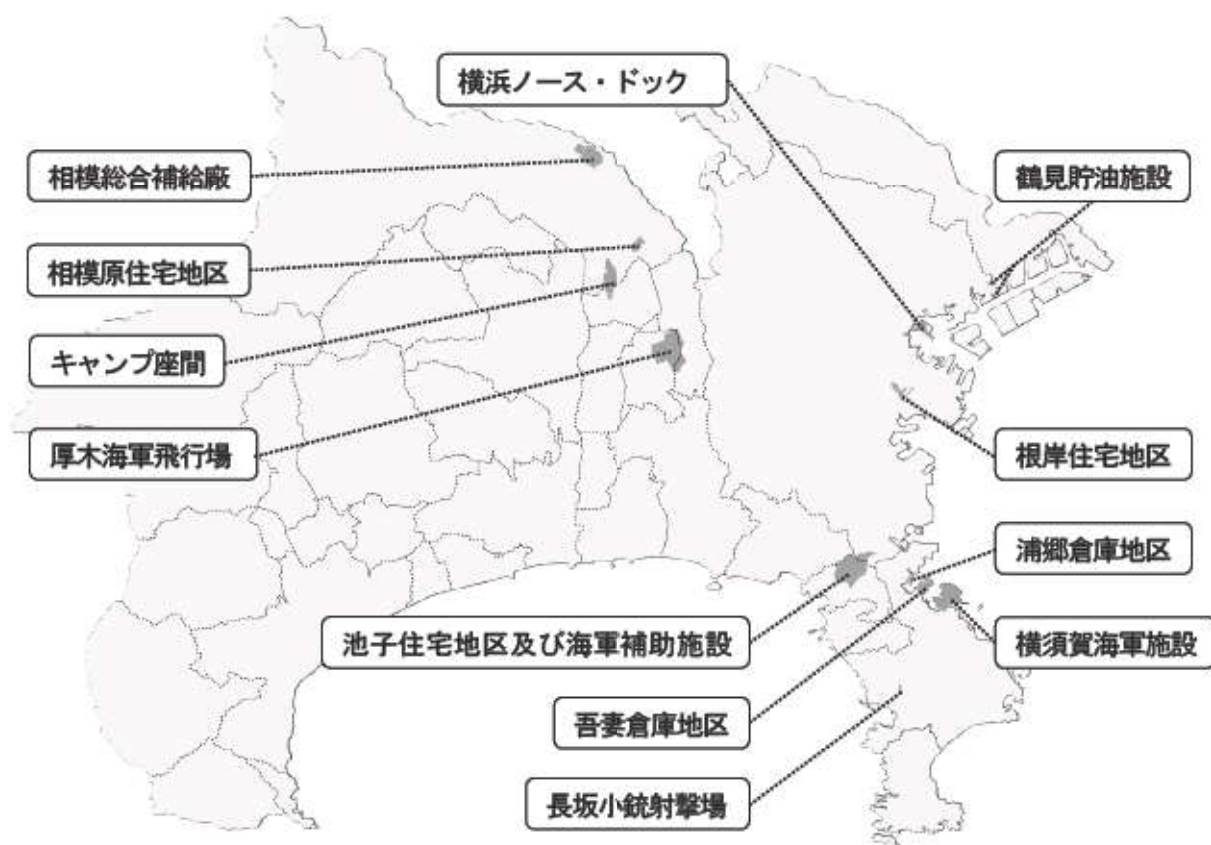 横浜ノース・ドック
相模総合補給廠
鶴見貯油施設
相模原住宅地区
キャンプ座間
厚木海軍飛行場
根岸住宅地区
浦郷倉庫地区
池子住宅地区及び海軍補助施設
横須賀海軍施設
吾妻倉庫地区
長坂小銃射撃場